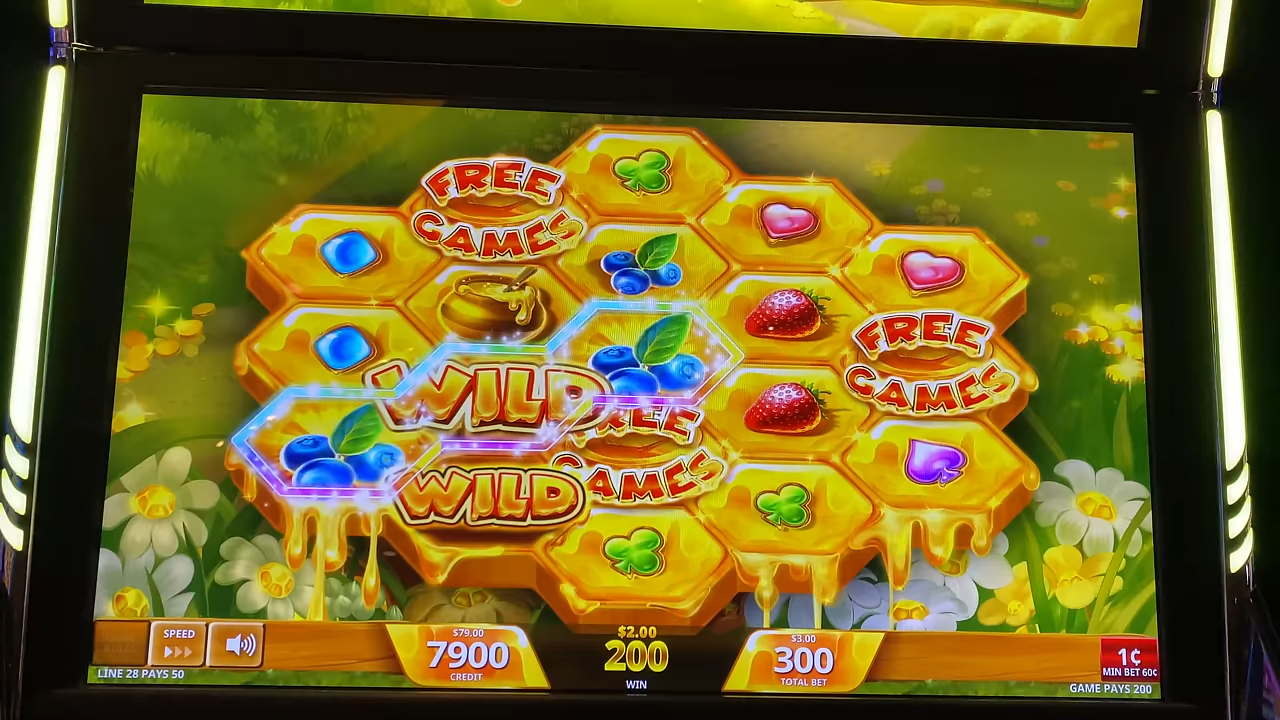 FREE
GAMES
FREE
GAMES
WILD
FREE
GAMES
WILD
SPEED
$79.00
7900
CREDIT
$2.00
200
WIN
$3.00
300
TOTAL BET
1¢
MIN BET 60¢
LINE 28 PAYS 50
GAME PAYS 200